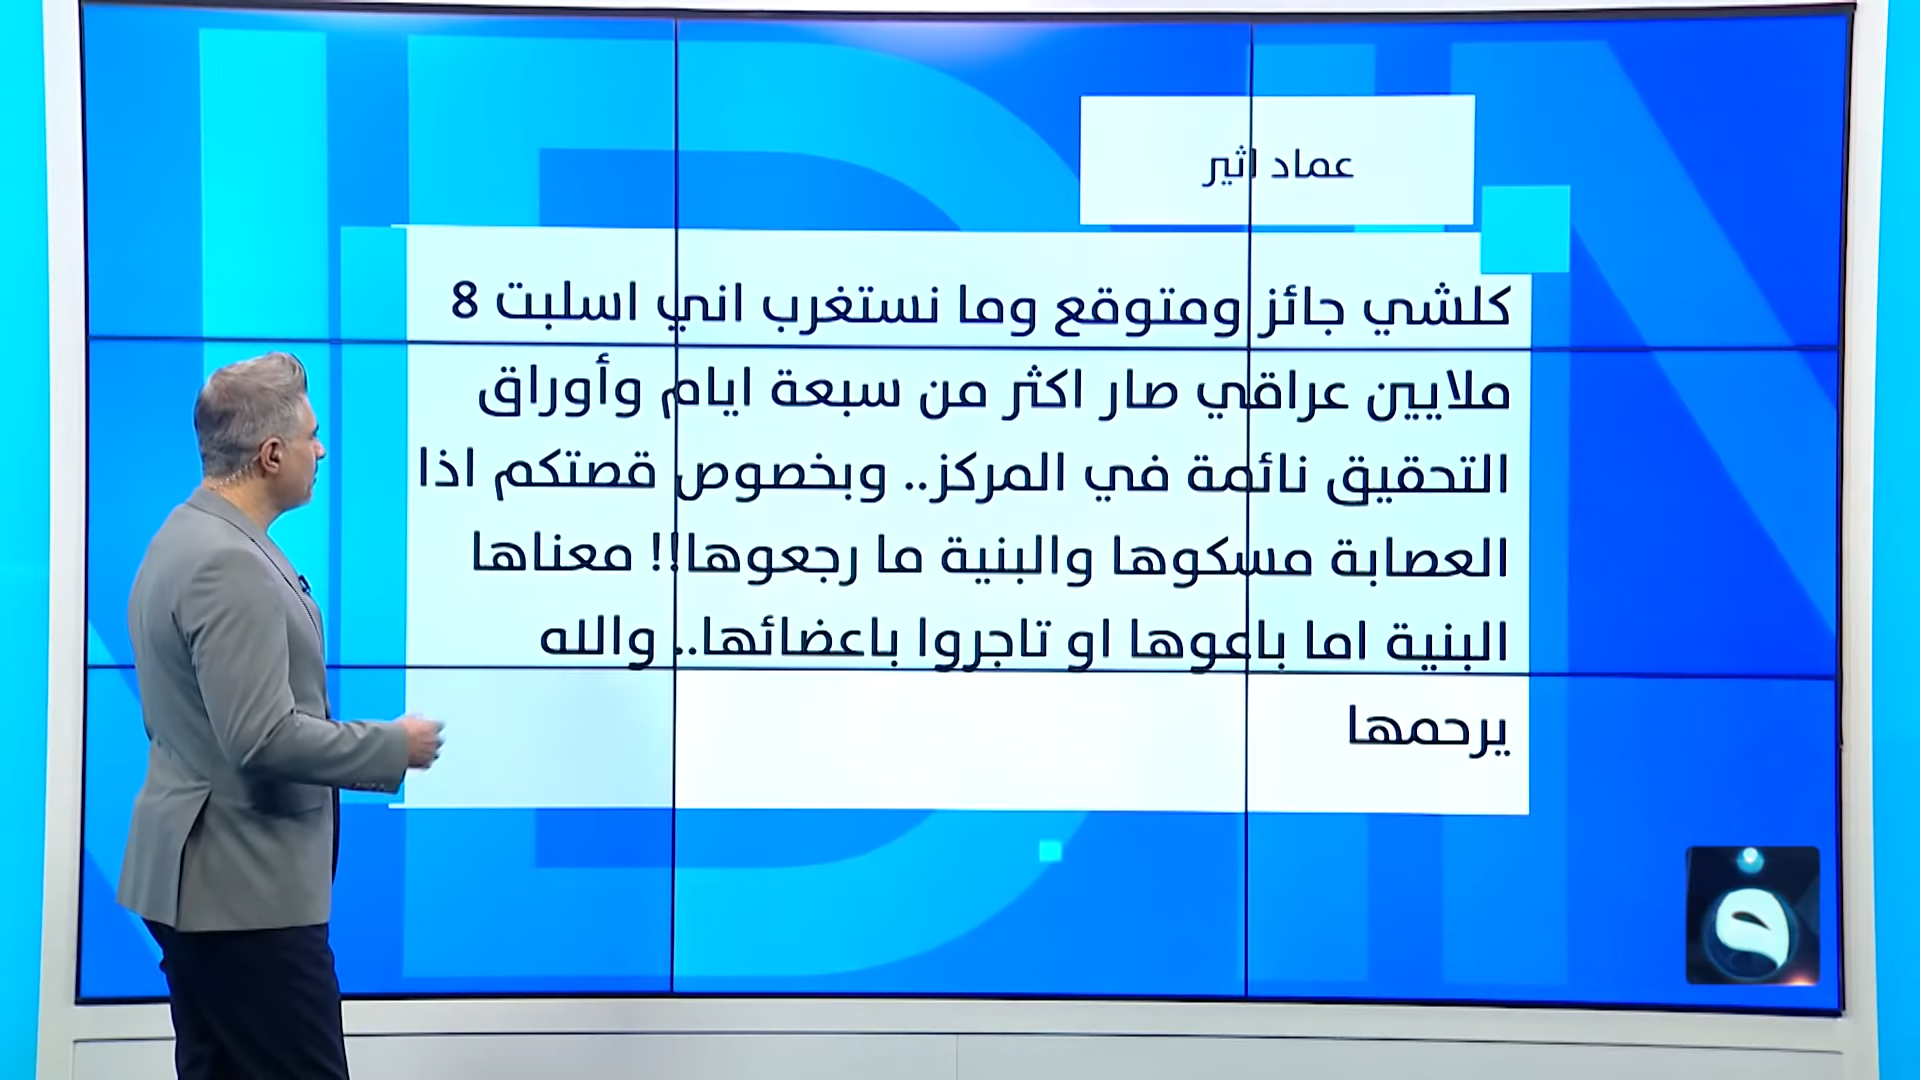 عماد اثير
كلشي جائز ومتوقع وما نستغرب اني اسلبت 8
ملايين عراقي صار اكثر من سبعة ايام وأوراق
التحقيق نائمة في المركز.. وبخصوص قصتكم اذا
العصابة مسكوها والبنية ما رجعوها!! معناها
البنية اما باعوها او تاجروا باعضائها.. والله
يرحمها